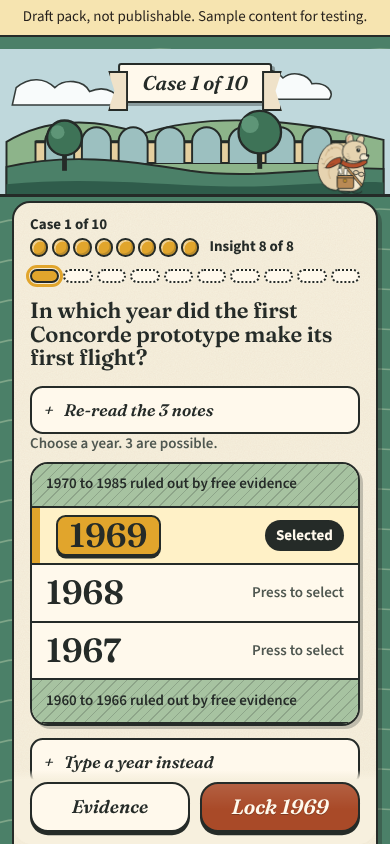 Draft pack, not publishable. Sample content for testing.
Case 1 of 10
Case 1 of 10
Insight 8 of 8
In which year did the first
Concorde prototype make its
first flight?
+ Re-read the 3 notes
Choose a year. 3 are possible.
1970 to 1985 ruled out by free evidence
1969 Selected
1968 Press to select
1967 Press to select
1960 to 1966 ruled out by free evidence
+ Type a year instead
Evidence Lock 1969